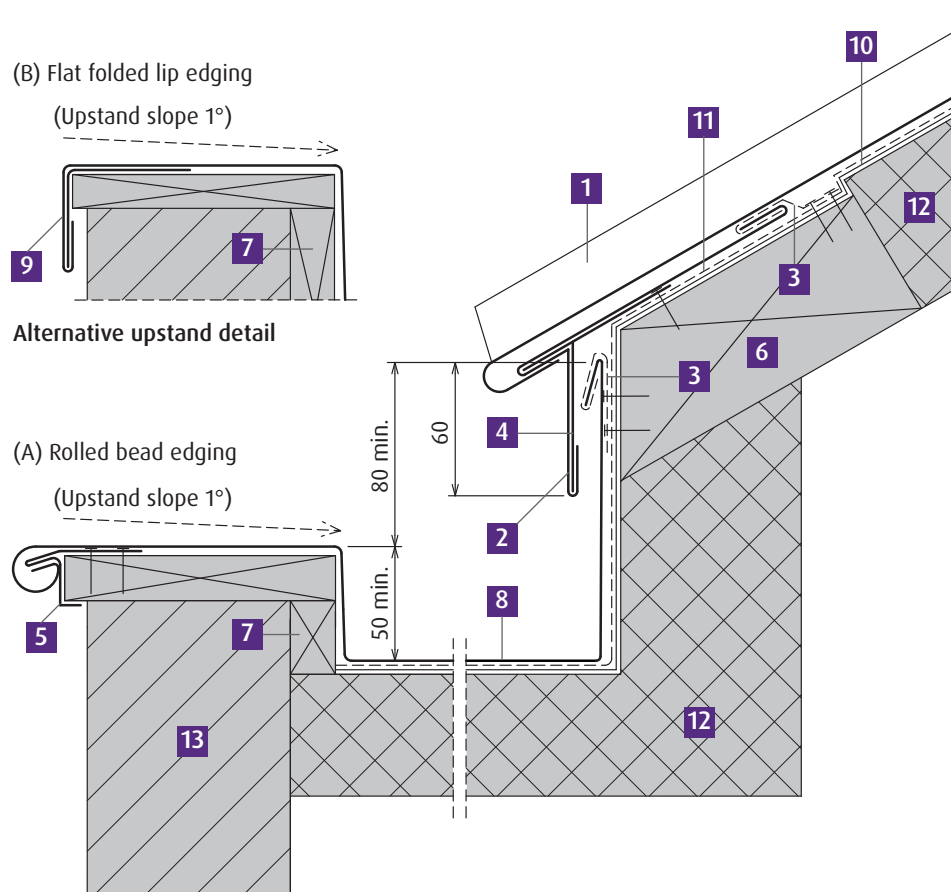 (B) Flat folded lip edging
(Upstand slope 1°)
10
11
1
12
9
7
3
Alternative upstand detail
6
3
80 min.
60
4
(A) Rolled bead edging
(Upstand slope 1°)
2
50 min.
8
5
7
12
13